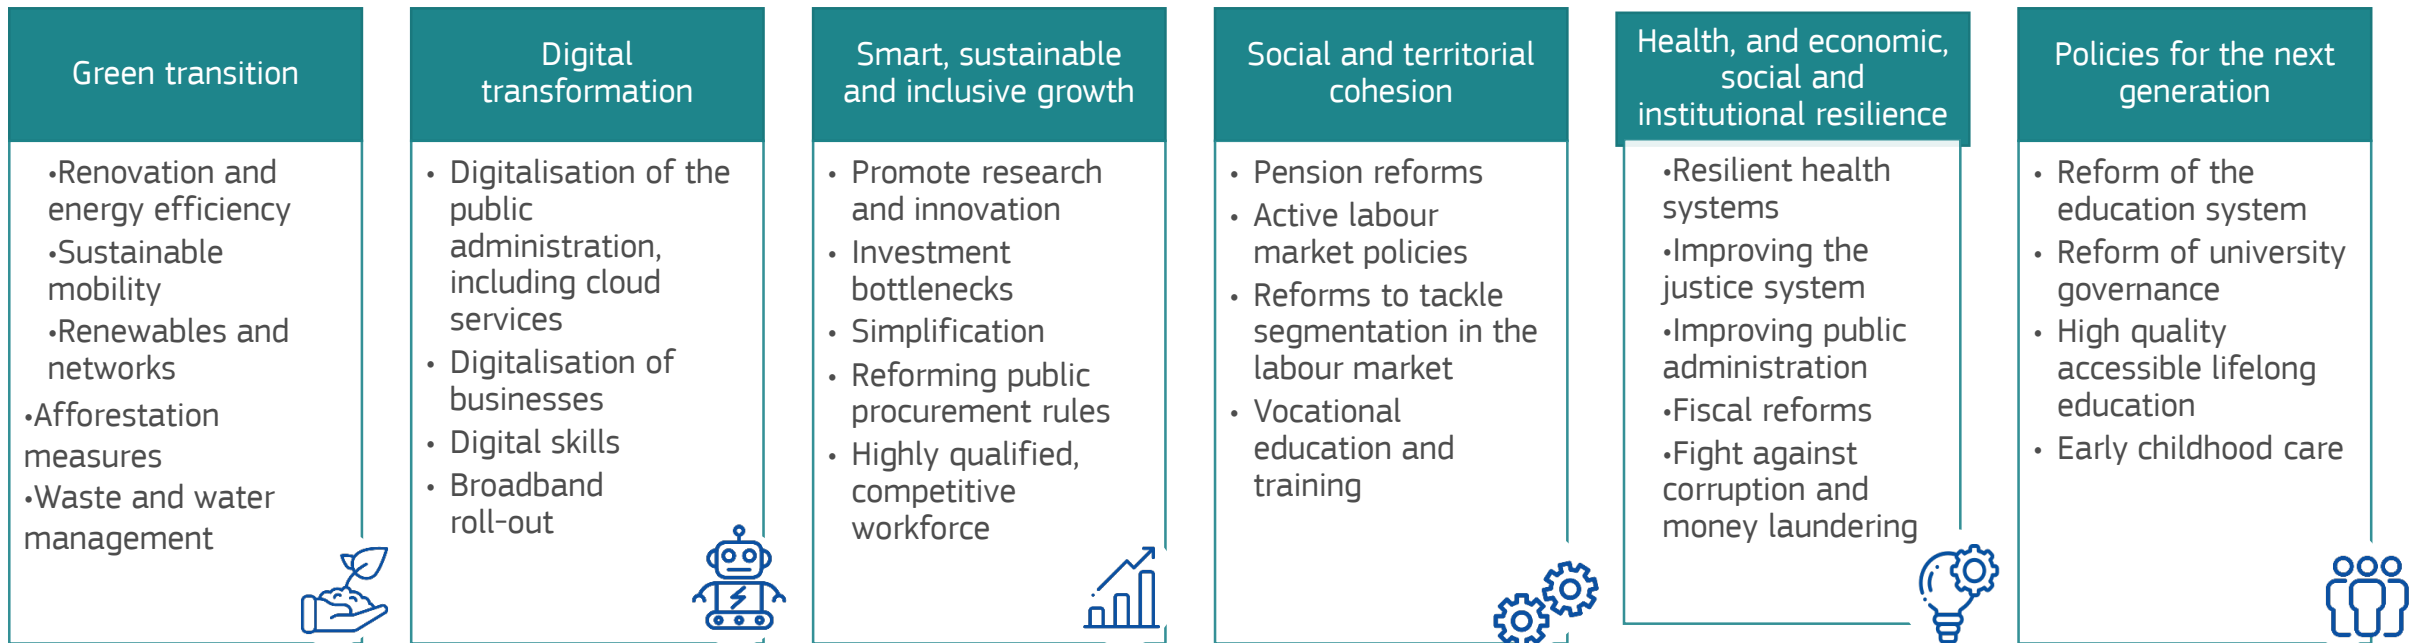 Green transition
•Renovation and
energy efficiency
•Sustainable
mobility
•Renewables and
networks
•Afforestation
measures
•Waste and water
management
Digital
transformation
• Digitalisation of the
public
administration,
including cloud
services
• Digitalisation of
businesses
• Digital skills
• Broadband
roll-out
Smart, sustainable
and inclusive growth
• Promote research
and innovation
• Investment
bottlenecks
• Simplification
• Reforming public
procurement rules
• Highly qualified,
competitive
workforce
Social and territorial
cohesion
• Pension reforms
• Active labour
market policies
• Reforms to tackle
segmentation in the
labour market
• Vocational
education and
training
Health, and economic,
social and
institutional resilience
•Resilient health
systems
•Improving the
justice system
•Improving public
administration
•Fiscal reforms
•Fight against
corruption and
money laundering
Policies for the next
generation
• Reform of the
education system
• Reform of university
governance
• High quality
accessible lifelong
education
• Early childhood care